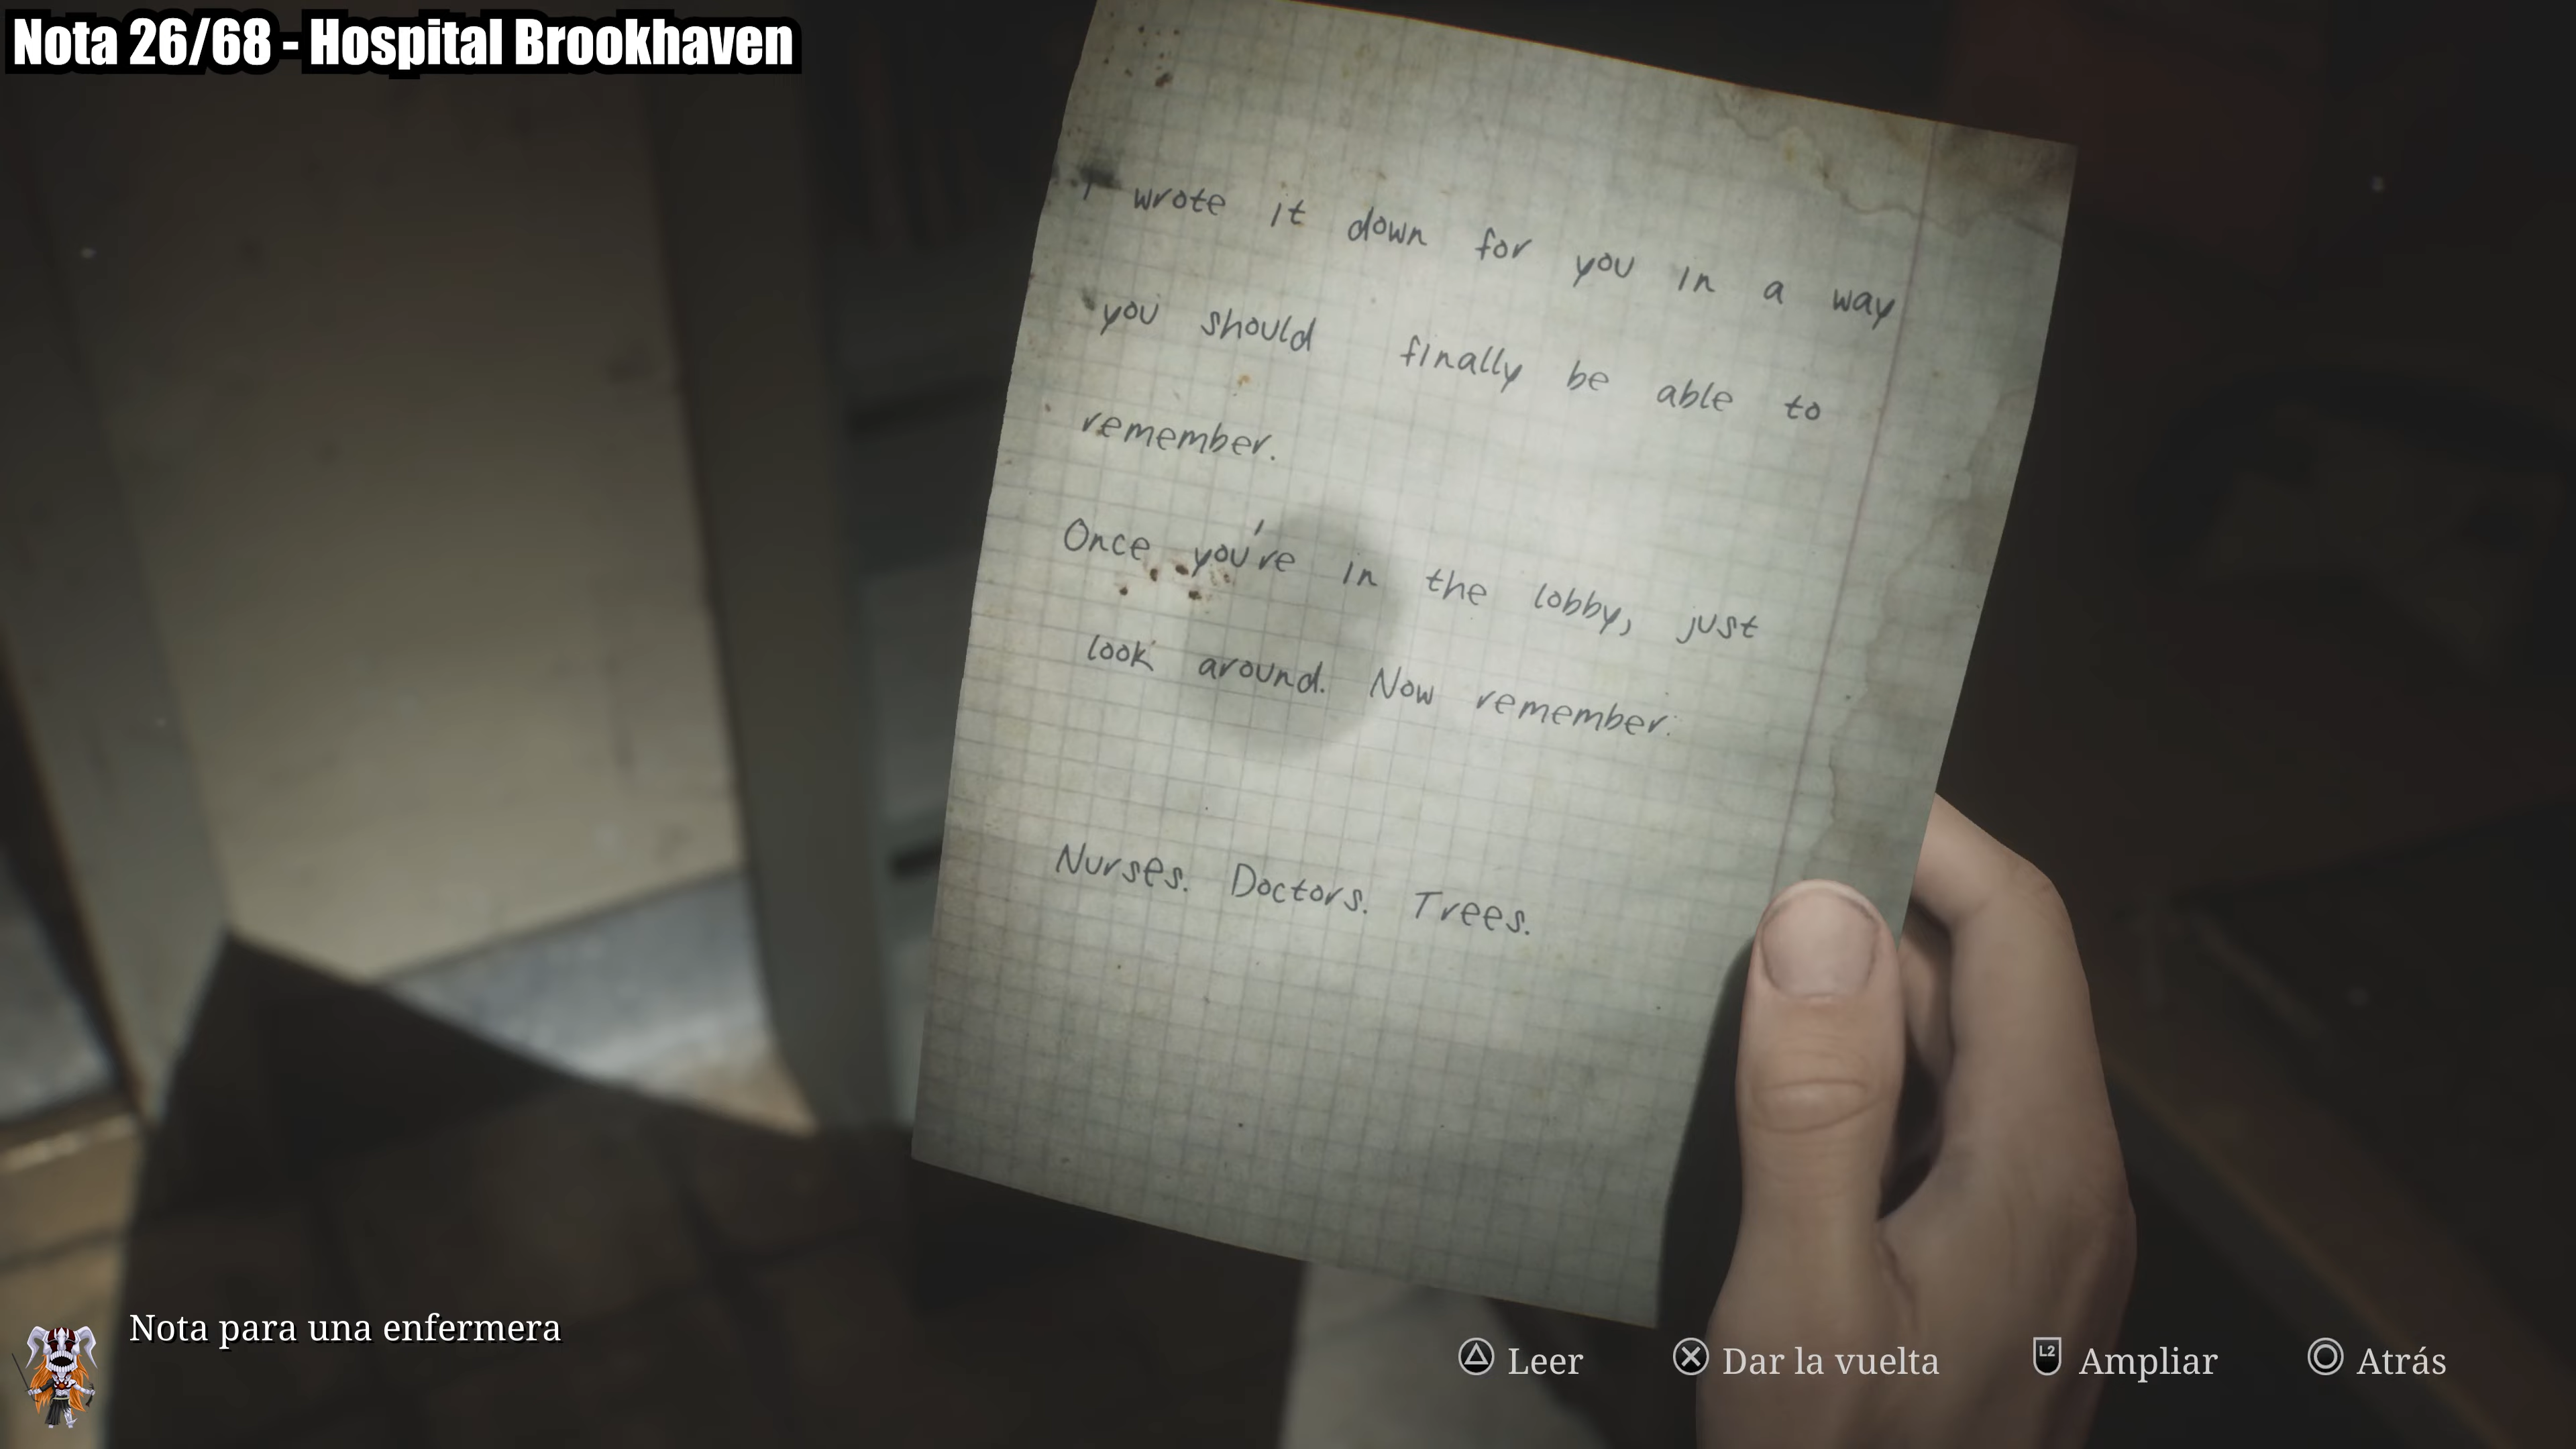 Nota 26/68 - Hospital Brookhaven
I wrote it down for you in a way
you should finally be able to
remember.
Once you're in the lobby, just
look around. Now remember:
Nurses. Doctors. Trees.
Nota para una enfermera
Leer
Dar la vuelta
L2 Ampliar
Atrás